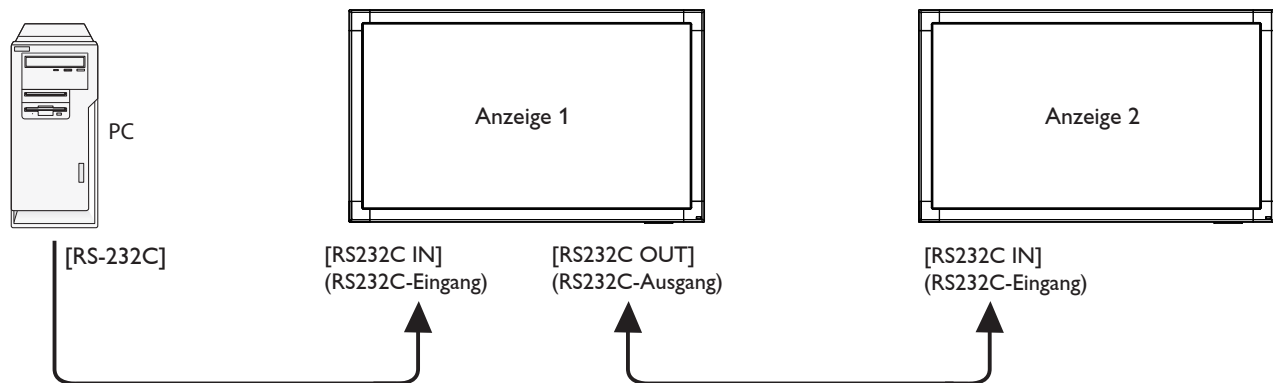 PC
Anzeige 1
Anzeige 2
[RS-232C]
[RS232C IN]
(RS232C-Eingang)
[RS232C OUT]
(RS232C-Ausgang)
[RS232C IN]
(RS232C-Eingang)